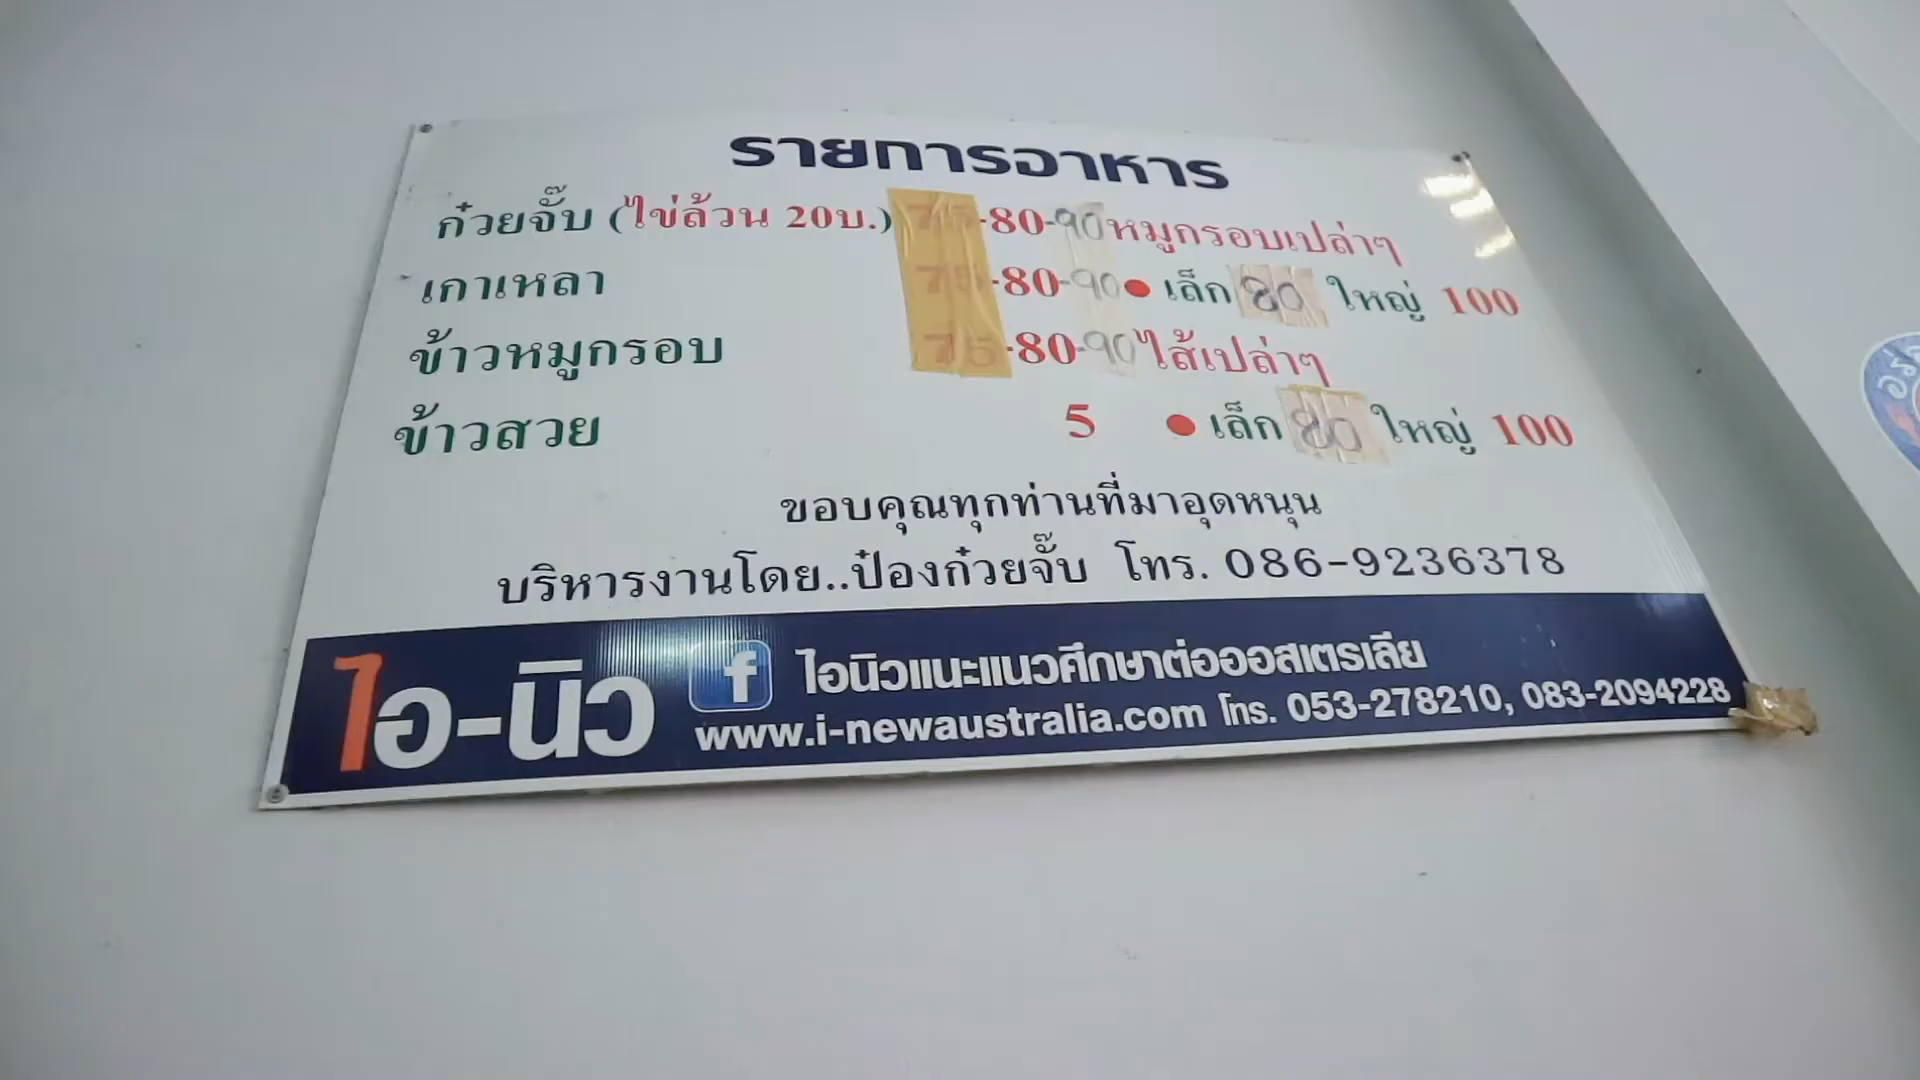 รายการอาหาร
ก๋วยจั๊บ (ไข่ล้วน 20บ.) 75-80-90 หมูกรอบเปล่าๆ
เกาเหลา 75-80-90 ● เล็ก 80 ใหญ่ 100
ข้าวหมูกรอบ 75-80-90 ไส้เปล่าๆ
ข้าวสวย 5 ● เล็ก 80 ใหญ่ 100
ขอบคุณทุกท่านที่มาอุดหนุน
บริหารงานโดย..ป๋องก๋วยจั๊บ โทร. 086-9236378
ไอ-นิว
f ไอนิวแนะแนวศึกษาต่อออสเตรเลีย
www.i-newaustralia.com โทร. 053-278210, 083-2094228